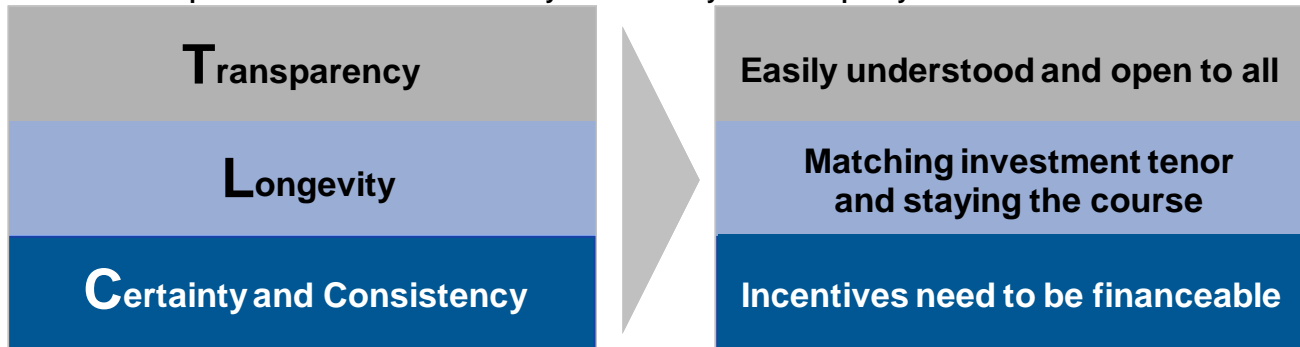 Transparency
Easily understood and open to all
Longevity
Matching investment tenor
and staying the course
Certainty and Consistency
Incentives need to be financeable